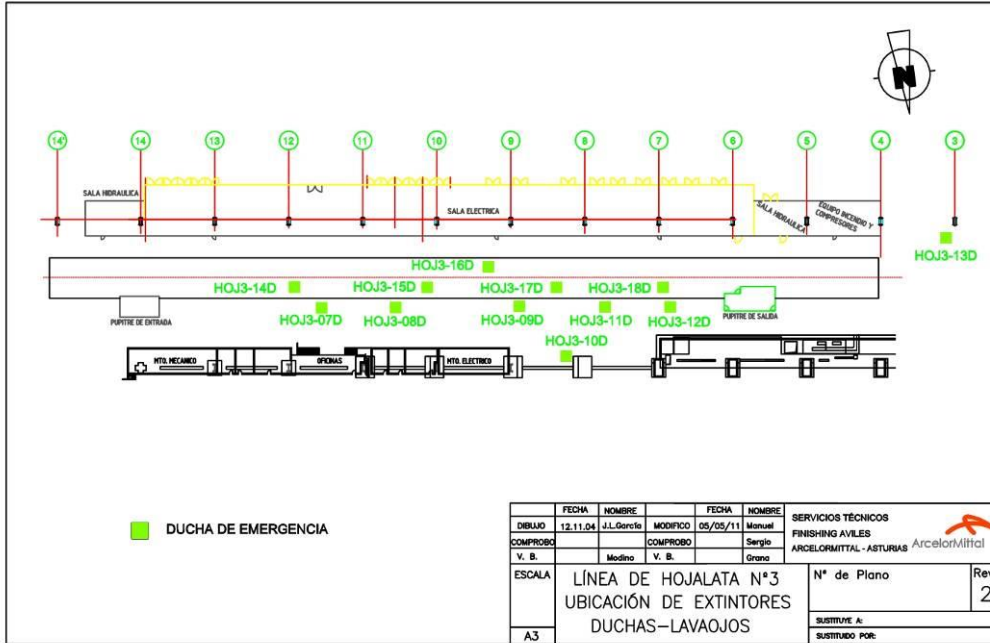 N
14' 14 13 12 11 10 9 8 7 6 5 4 3
SALA HIDRAULICA
SALA ELECTRICA
SALA HIDRAULICA
EQUIPO INCENDIO Y
COMPRESORES
HOJ3-13D
HOJ3-16D
HOJ3-14D HOJ3-15D HOJ3-17D HOJ3-18D
HOJ3-07D HOJ3-08D HOJ3-09D HOJ3-11D HOJ3-12D
PUPITRE DE ENTRADA
PUPITRE DE SALIDA
HOJ3-10D
MTO. MECANICO OFICINAS MTO. ELECTRICO
DUCHA DE EMERGENCIA
FECHA NOMBRE FECHA NOMBRE
DIBUJO 12.11.04 J.L.García MODIFICO 05/05/11 Manuel
COMPROBO COMPROBO Sergio
V. B. Modino V. B. Grana
SERVICIOS TÉCNICOS
FINISHING AVILES
ARCELORMITTAL - ASTURIAS
ArcelorMittal
ESCALA
A3
LÍNEA DE HOJALATA Nº3
UBICACIÓN DE EXTINTORES
DUCHAS-LAVAOJOS
Nº de Plano
Rev
2
SUSTITUYE A:
SUSTITUIDO POR: